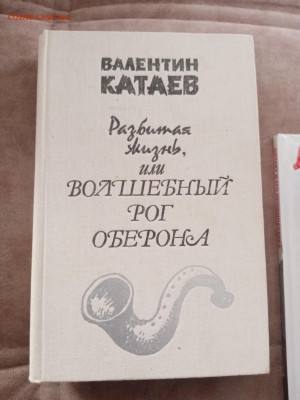 ВАЛЕНТИН
КАТАЕВ
Разбитая
жизнь,
или
ВОЛШЕБНЫЙ
РОГ
ОБЕРОНА